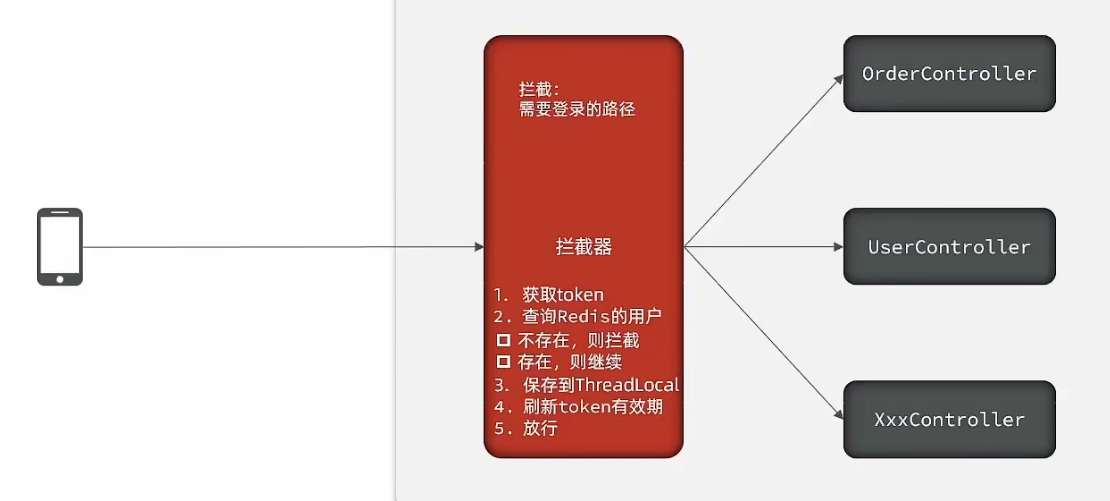 拦截：
需要登录的路径
拦截器
1. 获取token
2. 查询Redis的用户
不存在，则拦截
存在，则继续
3. 保存到ThreadLocal
4. 刷新token有效期
5. 放行
OrderController
UserController
XxxController